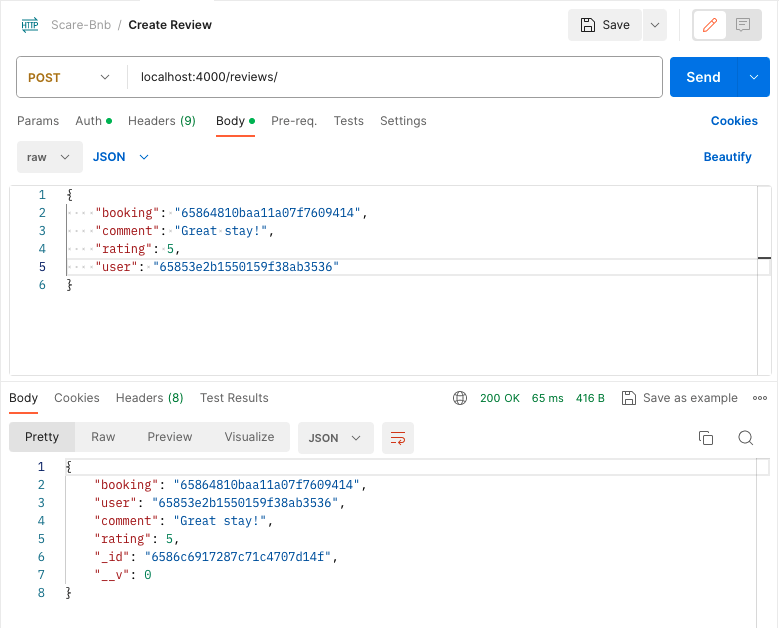 HTTP Scare-Bnb / Create Review Save
POST localhost:4000/reviews/ Send
Params Auth Headers (9) Body Pre-req. Tests Settings Cookies
raw JSON Beautify
1 {
2 ····"booking":·"65864810baa11a07f7609414",
3 ····"comment":·"Great·stay!",
4 ····"rating":·5,
5 ····"user":·"65853e2b1550159f38ab3536"
6 }
Body Cookies Headers (8) Test Results 200 OK 65 ms 416 B Save as example
Pretty Raw Preview Visualize JSON
1 {
2 "booking": "65864810baa11a07f7609414",
3 "user": "65853e2b1550159f38ab3536",
4 "comment": "Great stay!",
5 "rating": 5,
6 "_id": "6586c6917287c71c4707d14f",
7 "__v": 0
8 }